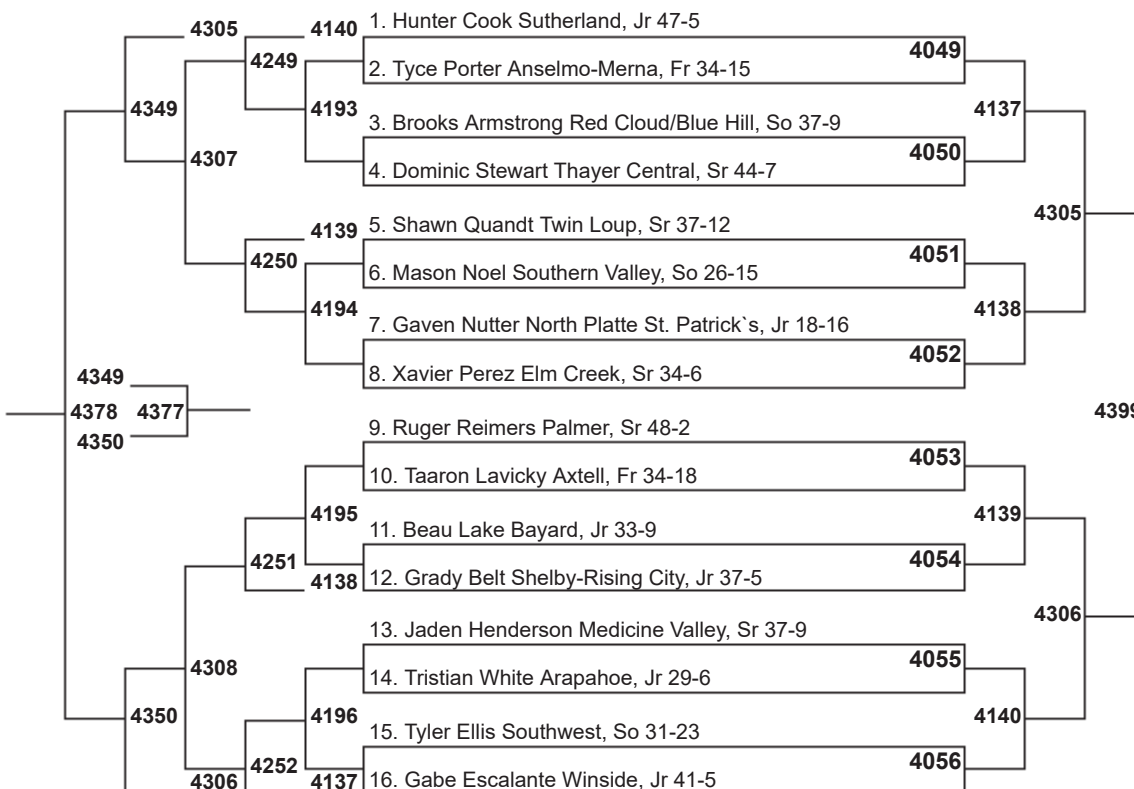 4305 4140 1. Hunter Cook Sutherland, Jr 47-5
4249 4049
2. Tyce Porter Anselmo-Merna, Fr 34-15
4349 4193 4137
3. Brooks Armstrong Red Cloud/Blue Hill, So 37-9
4307 4050
4. Dominic Stewart Thayer Central, Sr 44-7
4305
4139 5. Shawn Quandt Twin Loup, Sr 37-12
4250 4051
6. Mason Noel Southern Valley, So 26-15
4194 4138
7. Gaven Nutter North Platte St. Patrick`s, Jr 18-16
4052
8. Xavier Perez Elm Creek, Sr 34-6
4349
4378 4377 4399
4350
9. Ruger Reimers Palmer, Sr 48-2
4053
10. Taaron Lavicky Axtell, Fr 34-18
4195 4139
11. Beau Lake Bayard, Jr 33-9
4251 4054
4138 12. Grady Belt Shelby-Rising City, Jr 37-5
4306
13. Jaden Henderson Medicine Valley, Sr 37-9
4308 4055
14. Tristian White Arapahoe, Jr 29-6
4350 4196 4140
15. Tyler Ellis Southwest, So 31-23
4252 4056
4306 4137 16. Gabe Escalante Winside, Jr 41-5